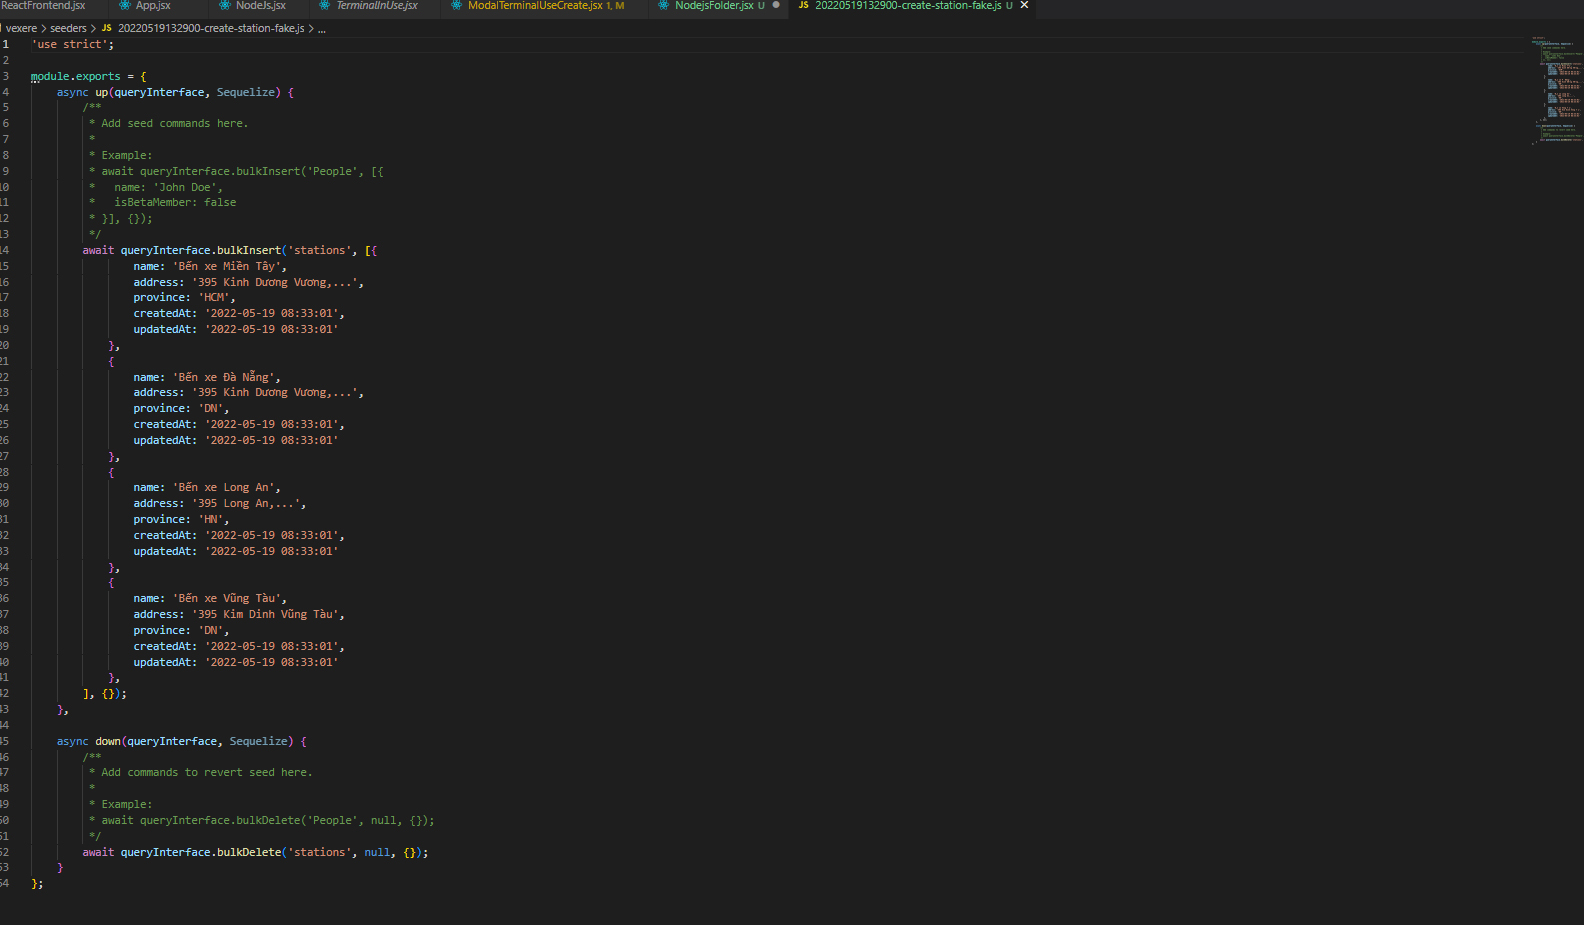 ReactFrontend.jsx App.jsx NodeJs.jsx TerminalInUse.jsx ModalTerminalUseCreate.jsx 1, M NodejsFolder.jsx U JS 20220519132900-create-station-fake.js U
vexere > seeders > JS 20220519132900-create-station-fake.js > ...
1 'use strict';
2
3 module.exports = {
4 async up(queryInterface, Sequelize) {
5 /**
6 * Add seed commands here.
7 *
8 * Example:
9 * await queryInterface.bulkInsert('People', [{
10 * name: 'John Doe',
11 * isBetaMember: false
12 * }], {});
13 */
14 await queryInterface.bulkInsert('stations', [{
15 name: 'Bến xe Miền Tây',
16 address: '395 Kinh Dương Vương,...',
17 province: 'HCM',
18 createdAt: '2022-05-19 08:33:01',
19 updatedAt: '2022-05-19 08:33:01'
20 },
21 {
22 name: 'Bến xe Đà Nẵng',
23 address: '395 Kinh Dương Vương,...',
24 province: 'DN',
25 createdAt: '2022-05-19 08:33:01',
26 updatedAt: '2022-05-19 08:33:01'
27 },
28 {
29 name: 'Bến xe Long An',
30 address: '395 Long An,...',
31 province: 'HN',
32 createdAt: '2022-05-19 08:33:01',
33 updatedAt: '2022-05-19 08:33:01'
34 },
35 {
36 name: 'Bến xe Vũng Tàu',
37 address: '395 Kim Dinh Vũng Tàu',
38 province: 'DN',
39 createdAt: '2022-05-19 08:33:01',
40 updatedAt: '2022-05-19 08:33:01'
41 },
42 ], {});
43 },
44
45 async down(queryInterface, Sequelize) {
46 /**
47 * Add commands to revert seed here.
48 *
49 * Example:
50 * await queryInterface.bulkDelete('People', null, {});
51 */
52 await queryInterface.bulkDelete('stations', null, {});
53 }
54 };